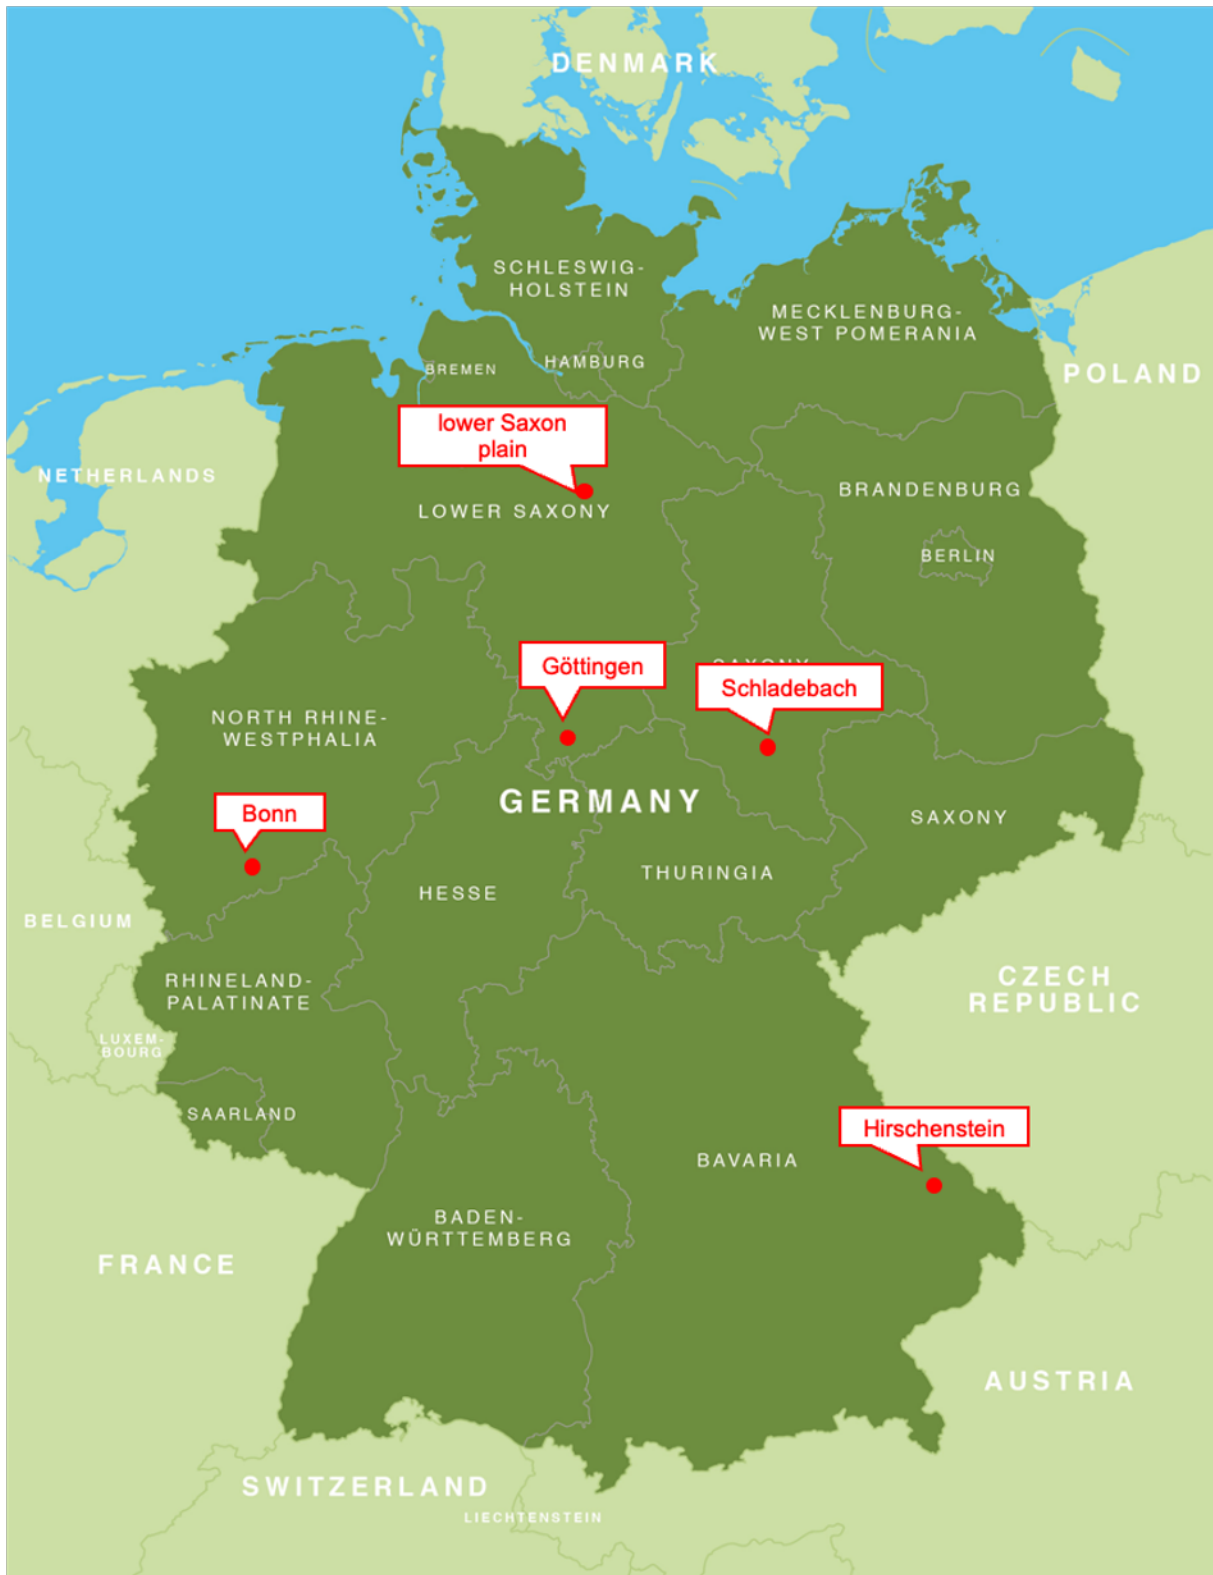 DENMARK
SCHLESWIG-
HOLSTEIN
MECKLENBURG-
WEST POMERANIA
HAMBURG
BREMEN
POLAND
lower Saxon
plain
NETHERLANDS
BRANDENBURG
LOWER SAXONY
BERLIN
SAXONY
Göttingen
Schladebach
NORTH RHINE-
WESTPHALIA
GERMANY
Bonn
SAXONY
THURINGIA
HESSE
BELGIUM
RHINELAND-
PALATINATE
CZECH
REPUBLIC
LUXEM-
BOURG
SAARLAND
Hirschenstein
BAVARIA
BADEN-
WÜRTTEMBERG
FRANCE
AUSTRIA
SWITZERLAND
LIECHTENSTEIN